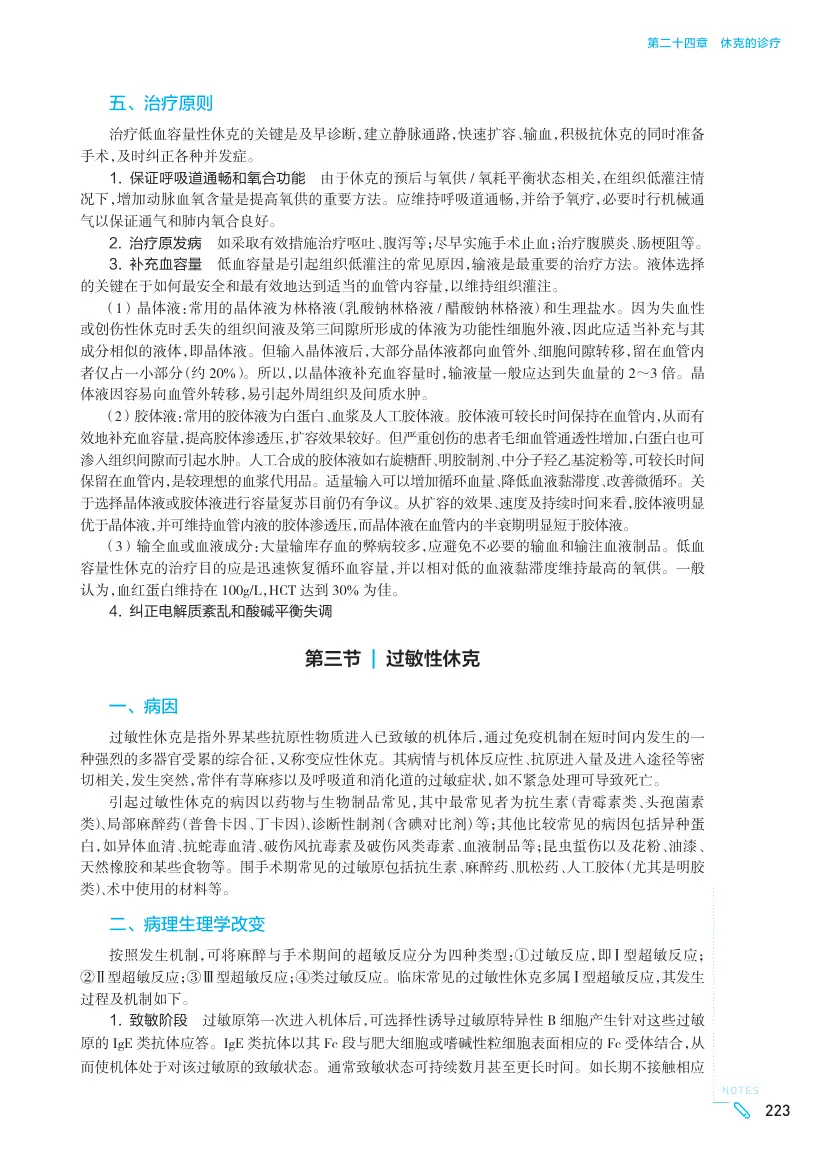 第二十四章 休克的诊疗
五、治疗原则
治疗低血容量性休克的关键是及早诊断,建立静脉通路,快速扩容、输血,积极抗休克的同时准备
手术,及时纠正各种并发症。
1. 保证呼吸道通畅和氧合功能 由于休克的预后与氧供 / 氧耗平衡状态相关,在组织低灌注情
况下,增加动脉血氧含量是提高氧供的重要方法。应维持呼吸道通畅,并给予氧疗,必要时行机械通
气以保证通气和肺内氧合良好。
2. 治疗原发病 如采取有效措施治疗呕吐、腹泻等;尽早实施手术止血;治疗腹膜炎、肠梗阻等。
3. 补充血容量 低血容量是引起组织低灌注的常见原因,输液是最重要的治疗方法。液体选择
的关键在于如何最安全和最有效地达到适当的血管内容量,以维持组织灌注。
(1)晶体液:常用的晶体液为林格液(乳酸钠林格液 / 醋酸钠林格液)和生理盐水。因为失血性
或创伤性休克时丢失的组织间液及第三间隙所形成的体液为功能性细胞外液,因此应适当补充与其
成分相似的液体,即晶体液。但输入晶体液后,大部分晶体液都向血管外、细胞间隙转移,留在血管内
者仅占一小部分(约 20%)。所以,以晶体液补充血容量时,输液量一般应达到失血量的 2～3 倍。晶
体液因容易向血管外转移,易引起外周组织及间质水肿。
(2)胶体液:常用的胶体液为白蛋白、血浆及人工胶体液。胶体液可较长时间保持在血管内,从而有
效地补充血容量,提高胶体渗透压,扩容效果较好。但严重创伤的患者毛细血管通透性增加,白蛋白也可
渗入组织间隙而引起水肿。人工合成的胶体液如右旋糖酐、明胶制剂、中分子羟乙基淀粉等,可较长时间
保留在血管内,是较理想的血浆代用品。适量输入可以增加循环血量、降低血液黏滞度、改善微循环。关
于选择晶体液或胶体液进行容量复苏目前仍有争议。从扩容的效果、速度及持续时间来看,胶体液明显
优于晶体液,并可维持血管内液的胶体渗透压,而晶体液在血管内的半衰期明显短于胶体液。
(3)输全血或血液成分:大量输库存血的弊病较多,应避免不必要的输血和输注血液制品。低血
容量性休克的治疗目的应是迅速恢复循环血容量,并以相对低的血液黏滞度维持最高的氧供。一般
认为,血红蛋白维持在 100g/L,HCT 达到 30% 为佳。
4. 纠正电解质紊乱和酸碱平衡失调
第三节 | 过敏性休克
一、病因
过敏性休克是指外界某些抗原性物质进入已致敏的机体后,通过免疫机制在短时间内发生的一
种强烈的多器官受累的综合征,又称变应性休克。其病情与机体反应性、抗原进入量及进入途径等密
切相关,发生突然,常伴有荨麻疹以及呼吸道和消化道的过敏症状,如不紧急处理可导致死亡。
引起过敏性休克的病因以药物与生物制品常见,其中最常见者为抗生素(青霉素类、头孢菌素
类)、局部麻醉药(普鲁卡因、丁卡因)、诊断性制剂(含碘对比剂)等;其他比较常见的病因包括异种蛋
白,如异体血清、抗蛇毒血清、破伤风抗毒素及破伤风类毒素、血液制品等;昆虫蜇伤以及花粉、油漆、
天然橡胶和某些食物等。围手术期常见的过敏原包括抗生素、麻醉药、肌松药、人工胶体(尤其是明胶
类)、术中使用的材料等。
二、病理生理学改变
按照发生机制,可将麻醉与手术期间的超敏反应分为四种类型:①过敏反应,即Ⅰ型超敏反应;
②Ⅱ型超敏反应;③Ⅲ型超敏反应;④类过敏反应。临床常见的过敏性休克多属Ⅰ型超敏反应,其发生
过程及机制如下。
1. 致敏阶段 过敏原第一次进入机体后,可选择性诱导过敏原特异性 B 细胞产生针对这些过敏
原的 IgE 类抗体应答。IgE 类抗体以其 Fc 段与肥大细胞或嗜碱性粒细胞表面相应的 Fc 受体结合,从
而使机体处于对该过敏原的致敏状态。通常致敏状态可持续数月甚至更长时间。如长期不接触相应
NOTES
223